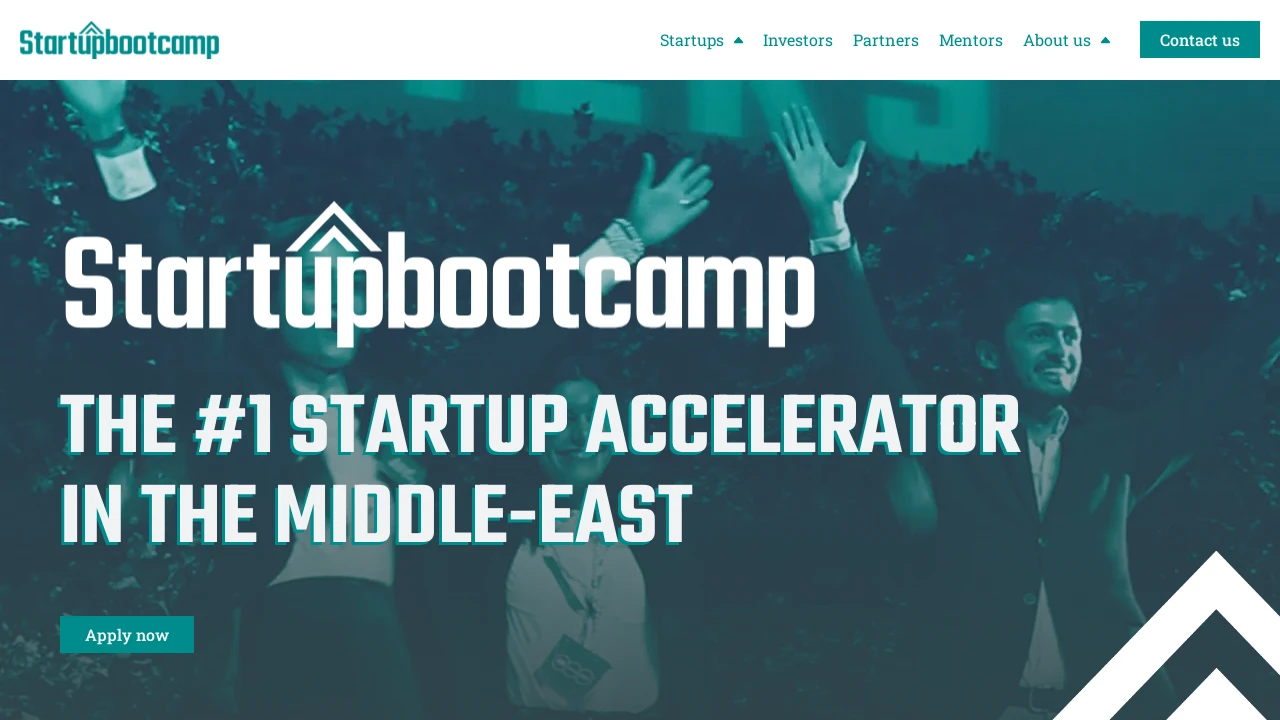 Startupbootcamp
Startups
Investors
Partners
Mentors
About us
Contact us
Startupbootcamp
THE #1 STARTUP ACCELERATOR
IN THE MIDDLE-EAST
Apply now